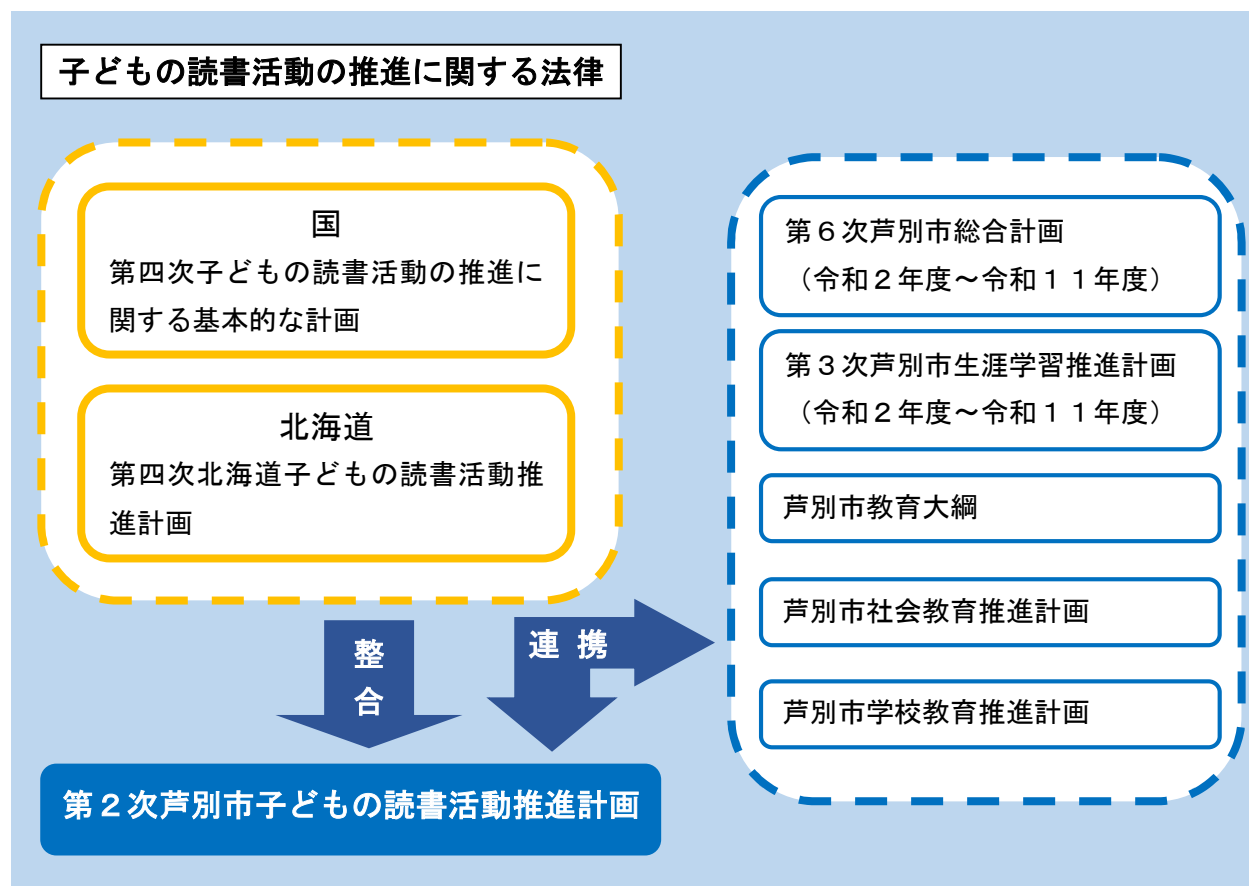 子どもの読書活動の推進に関する法律
国
第四次子どもの読書活動の推進に
関する基本的な計画
北海道
第四次北海道子どもの読書活動推
進計画
整
合
連 携
第２次芦別市子どもの読書活動推進計画
第６次芦別市総合計画
（令和２年度～令和１１年度）
第３次芦別市生涯学習推進計画
（令和２年度～令和１１年度）
芦別市教育大綱
芦別市社会教育推進計画
芦別市学校教育推進計画